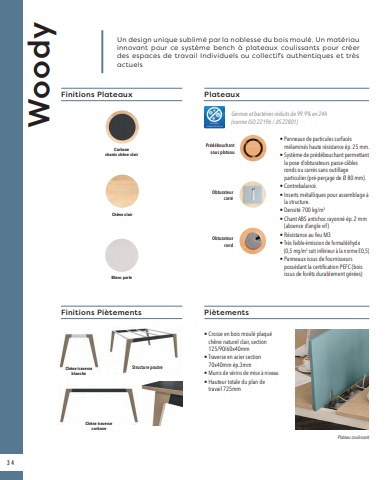 Woody
Un design unique sublimé par la noblesse du bois moulé. Un matériau
innovant pour ce système bench à plateaux coulissants pour créer
des espaces de travail Individuels ou collectifs authentiques et très
actuels
Finitions Plateaux
Carbone
chants chêne clair
Chêne clair
Blanc perle
Plateaux
Germes et bactéries réduits de 99.9% en 24h
(norme ISO 22196 / JIS Z2801)
Prédébouchant
sous plateau
Obturateur
carré
Obturateur
rond
• Panneaux de particules surfacés
mélaminés haute résistance ép. 25 mm.
• Système de prédébouchant permettant
la pose d'obturateurs passe-câbles
ronds ou carrés sans outillage
particulier (pré-perçage de Ø 80 mm).
• Contrebalancé.
• Inserts métalliques pour assemblage à
la structure.
• Densité 700 kg/m³
• Chant ABS antichoc rayonné ép. 2 mm
(absence d'angle vif)
• Résistance au feu M3
• Très faible émission de formaldéhyde
(0,5 mg/m³ soit inférieur à la norme E0,5)
• Panneaux issus de fournisseurs
possédant la certification PEFC (bois
issus de forêts durablement gérées)
Finitions Piètements
Chêne traverse
blanche
Structure poutre
Chêne traverse
carbone
Piètements
• Crosse en bois moulé plaqué
chêne naturel clair, section
125/90/60x40mm
• Traverse en acier section
70x40mm ép.3mm
• Munis de vérins de mise à niveau
• Hauteur totale du plan de
travail 725mm
Plateau coulissant
34